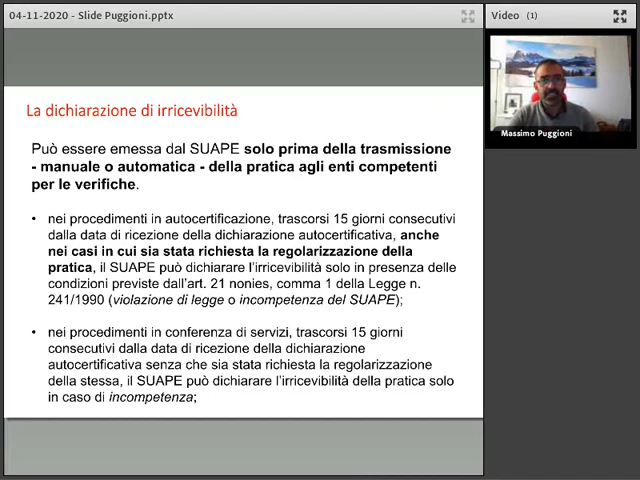 04-11-2020 - Slide Puggioni.pptx
Video (1)
Massimo Puggioni
La dichiarazione di irricevibilità
Può essere emessa dal SUAPE solo prima della trasmissione
- manuale o automatica - della pratica agli enti competenti
per le verifiche.
• nei procedimenti in autocertificazione, trascorsi 15 giorni consecutivi
dalla data di ricezione della dichiarazione autocertificativa, anche
nei casi in cui sia stata richiesta la regolarizzazione della
pratica, il SUAPE può dichiarare l'irricevibilità solo in presenza delle
condizioni previste dall'art. 21 nonies, comma 1 della Legge n.
241/1990 (violazione di legge o incompetenza del SUAPE);
• nei procedimenti in conferenza di servizi, trascorsi 15 giorni
consecutivi dalla data di ricezione della dichiarazione
autocertificativa senza che sia stata richiesta la regolarizzazione
della stessa, il SUAPE può dichiarare l'irricevibilità della pratica solo
in caso di incompetenza;